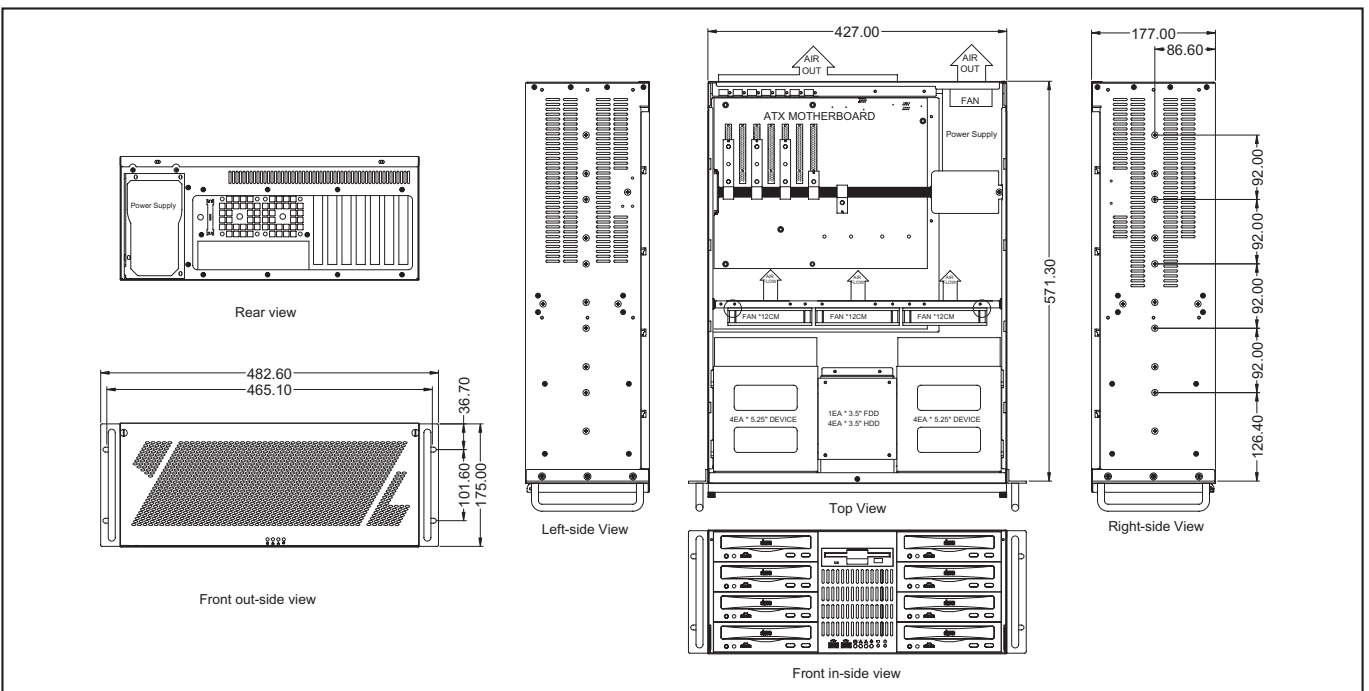 Power Supply
Rear view
482.60
465.10
36.70
101.60
175.00
Front out-side view
Left-side View
427.00
AIR
OUT
AIR
OUT
FAN
ATX MOTHERBOARD
Power Supply
571.30
AIR
FLOW
AIR
FLOW
AIR
FLOW
FAN *12CM
FAN *12CM
FAN *12CM
4EA * 5.25" DEVICE
1EA * 3.5" FDD
4EA * 3.5" HDD
4EA * 5.25" DEVICE
Top View
Front in-side view
177.00
86.60
92.00
92.00
92.00
92.00
126.40
Right-side View